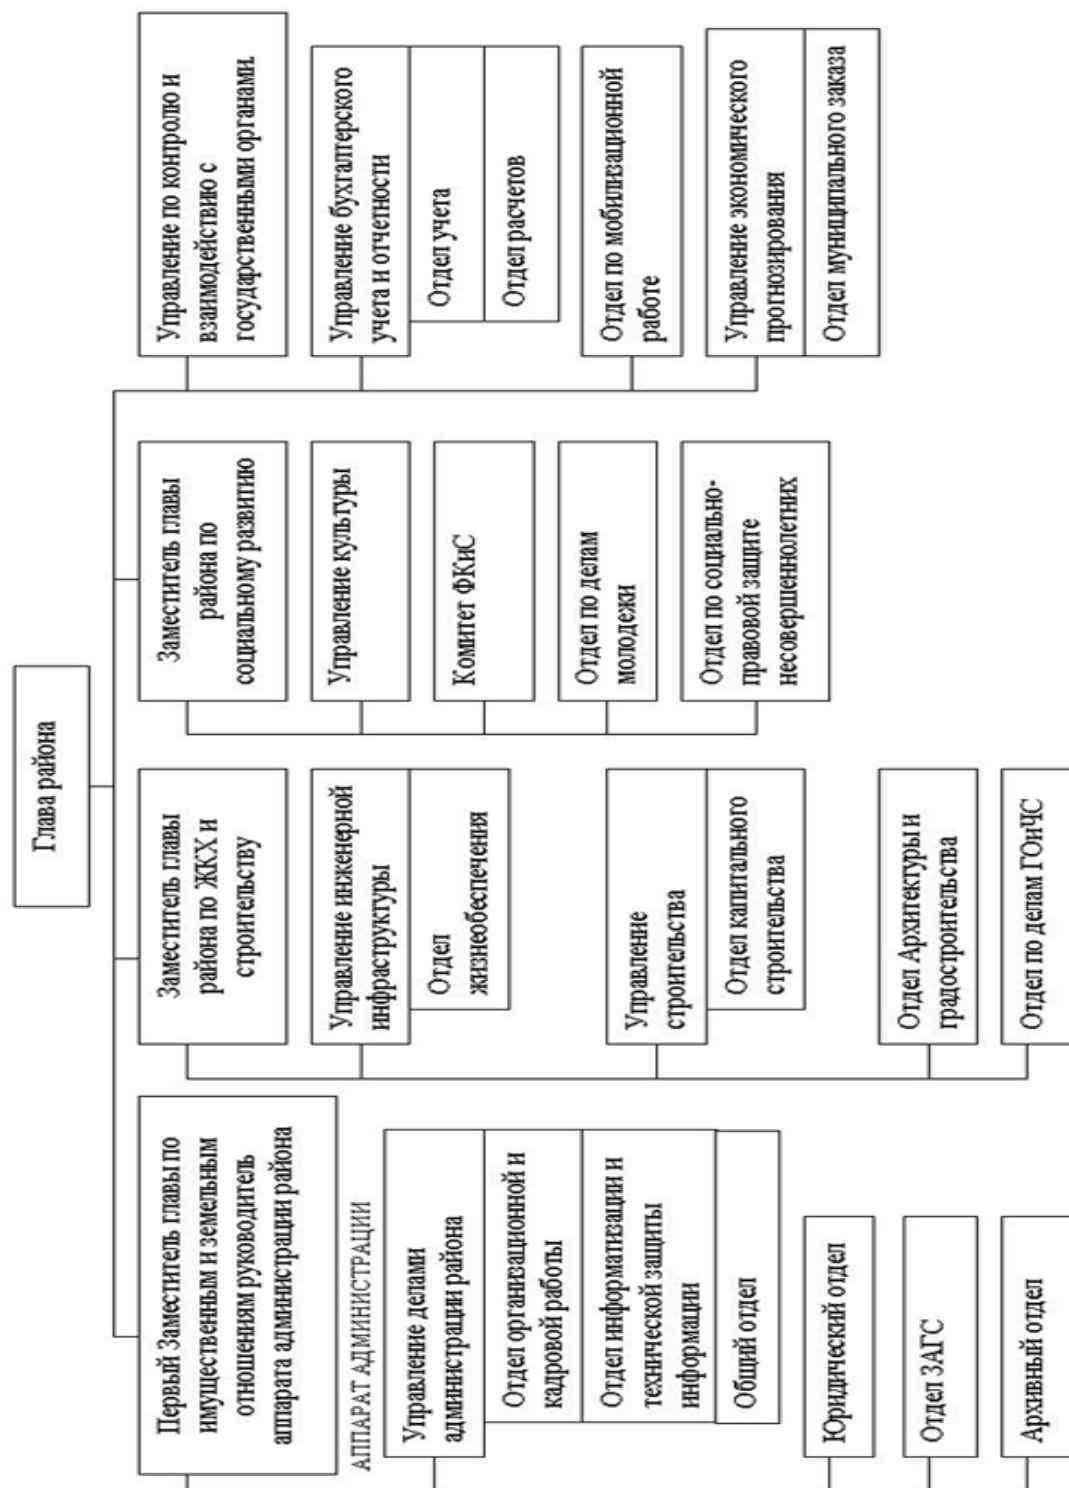 Глава района
Первый Заместитель главы по
имущественным и земельным
отношениям руководитель
аппарата администрации района
АППАРАТ АДМИНИСТРАЦИИ
Управление делами
администрации района
Отдел организационной и
кадровой работы
Отдел информатизации и
технической защиты
информации
Общий отдел
Юридический отдел
Отдел ЗАГС
Архивный отдел
Заместитель главы
района по ЖКХ и
строительству
Управление инженерной
инфраструктуры
Отдел
жизнеобеспечения
Управление
строительства
Отдел капитального
строительства
Отдел Архитектуры и
градостроительства
Отдел по делам ГОиЧС
Заместитель главы
района по
социальному развитию
Управление культуры
Комитет ФКиС
Отдел по делам
молодежи
Отдел по социально-
правовой защите
несовершеннолетних
Управление по контролю и
взаимодействию с
государственными органами.
Управление бухгалтерского
учета и отчетности
Отдел учета
Отдел расчетов
Отдел по мобилизационной
работе
Управление экономического
прогнозирования
Отдел муниципального заказа